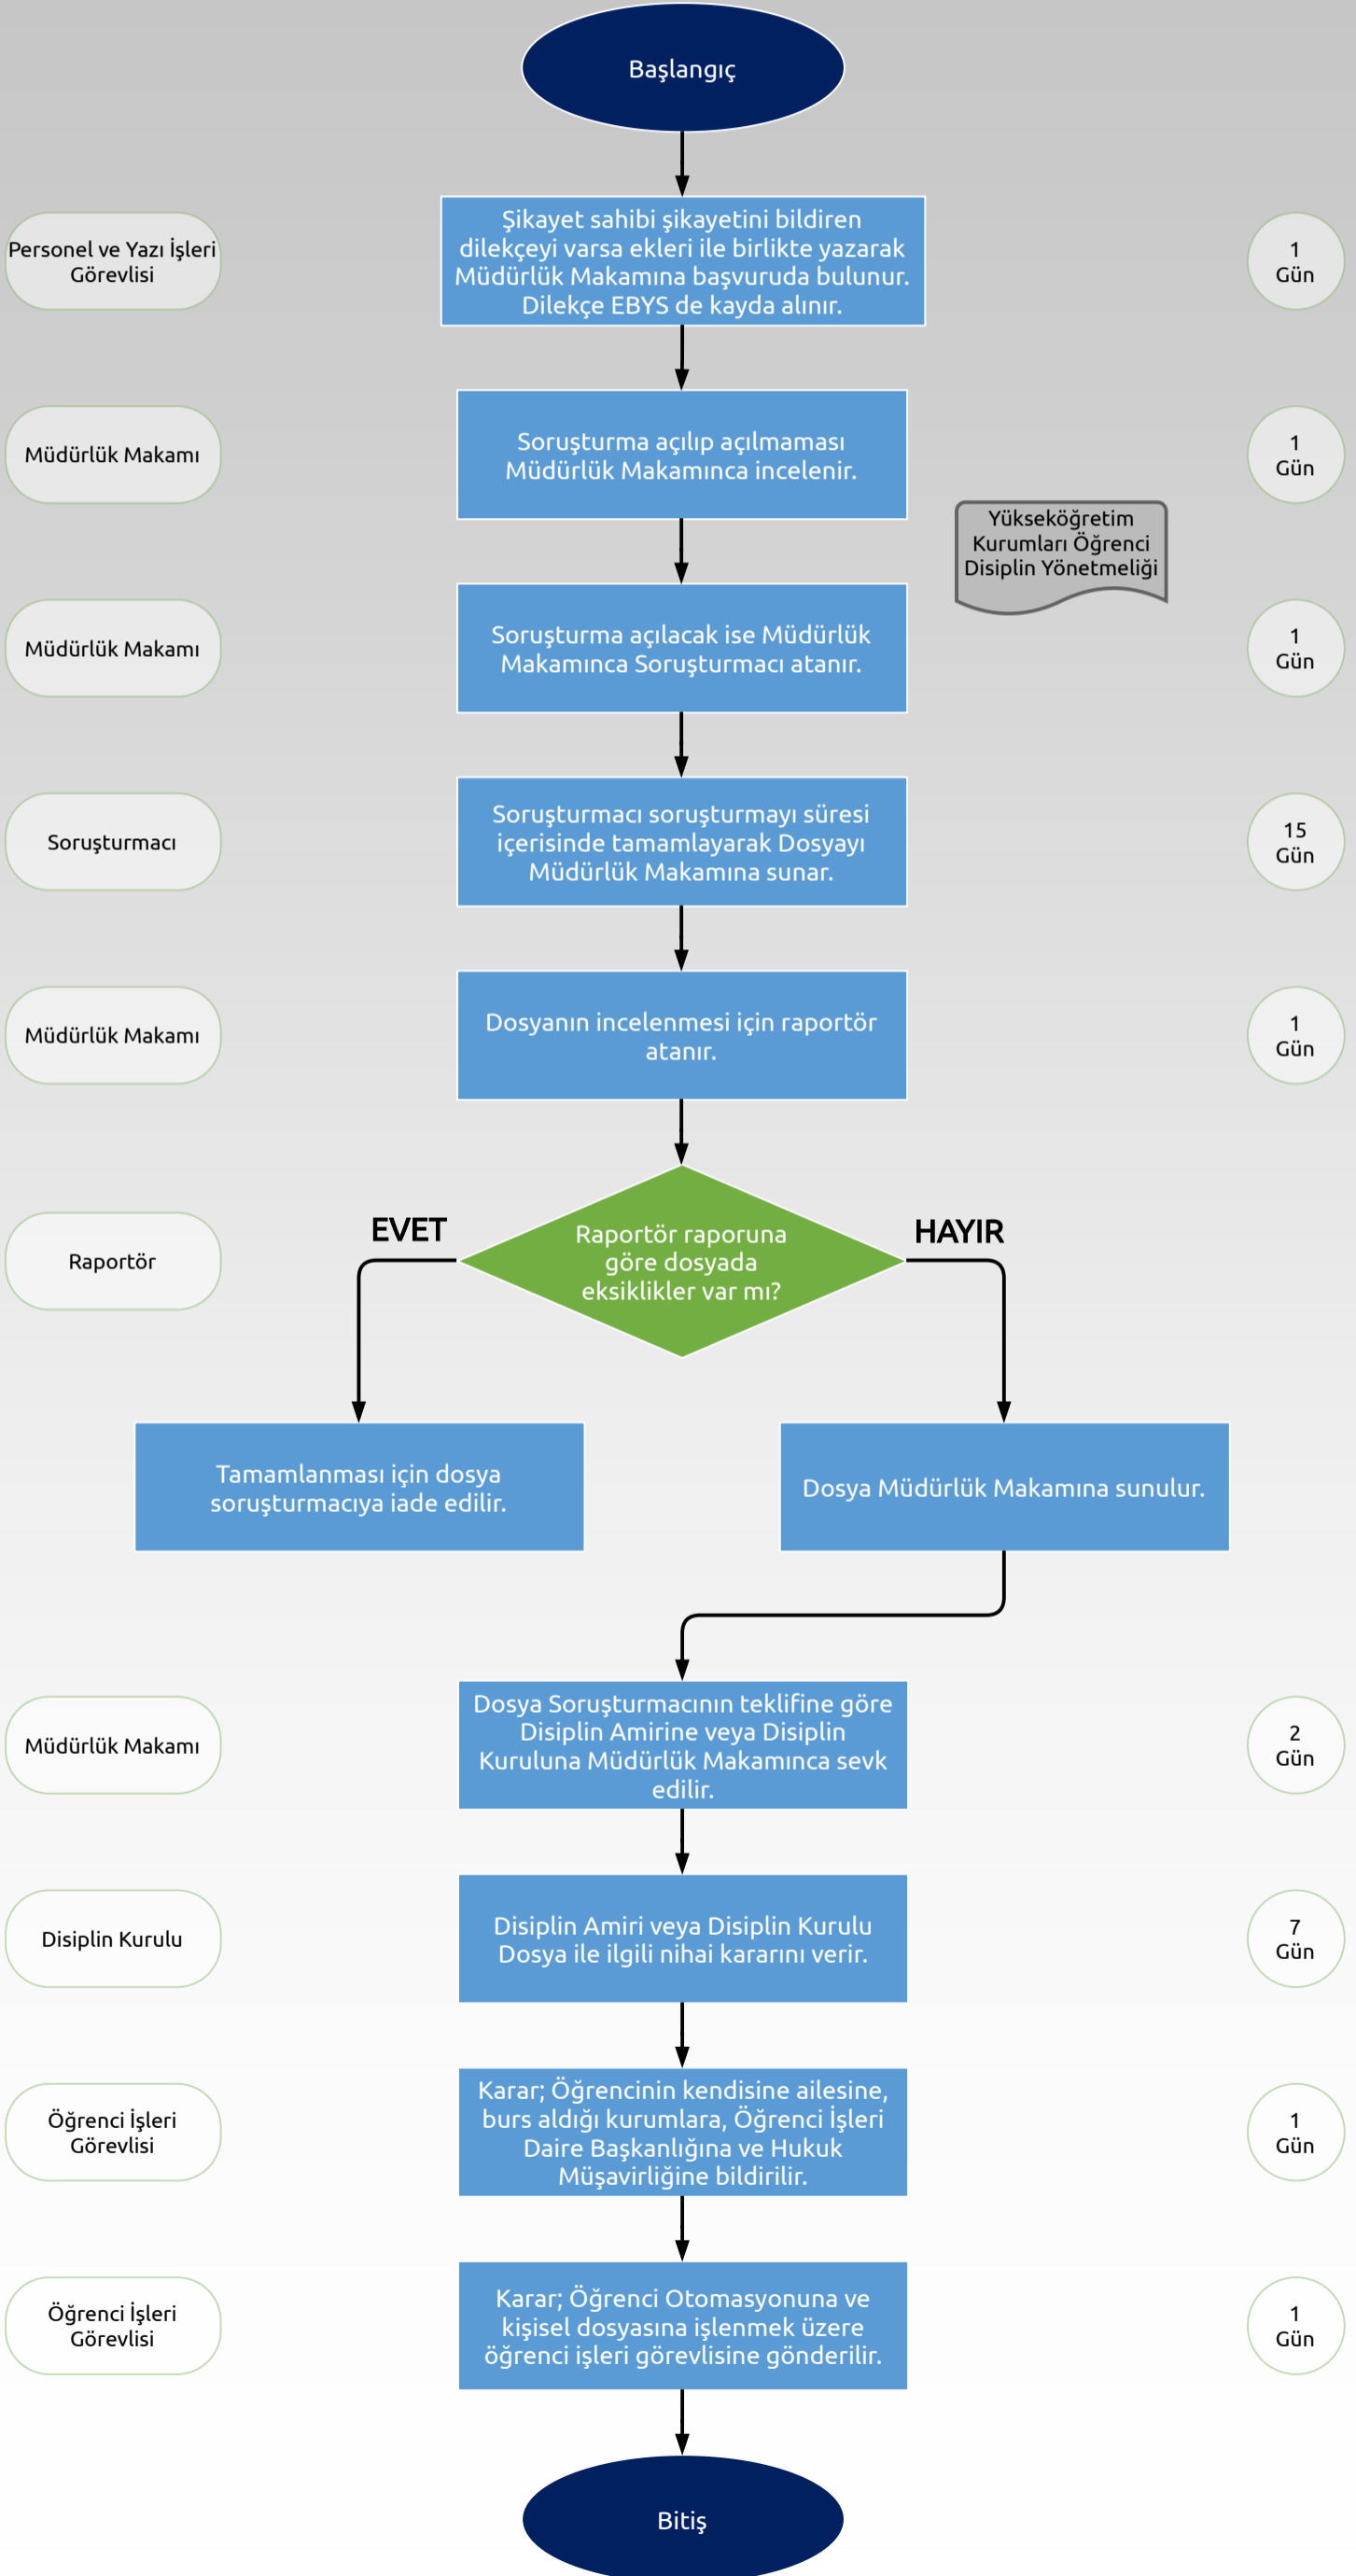 Başlangıç
Personel ve Yazı İşleri
Görevlisi
Şikayet sahibi şikayetini bildiren
dilekçeyi varsa ekleri ile birlikte yazarak
Müdürlük Makamına başvuruda bulunur.
Dilekçe EBYS de kayda alınır.
1
Gün
Müdürlük Makamı
Soruşturma açılıp açılmaması
Müdürlük Makamınca incelenir.
1
Gün
Yükseköğretim
Kurumları Öğrenci
Disiplin Yönetmeliği
Müdürlük Makamı
Soruşturma açılacak ise Müdürlük
Makamınca Soruşturmacı atanır.
1
Gün
Soruşturmacı
Soruşturmacı soruşturmayı süresi
içerisinde tamamlayarak Dosyayı
Müdürlük Makamına sunar.
15
Gün
Müdürlük Makamı
Dosyanın incelenmesi için raportör
atanır.
1
Gün
Raportör
EVET
Raportör raporuna
göre dosyada
eksiklikler var mı?
HAYIR
Tamamlanması için dosya
soruşturmacıya iade edilir.
Dosya Müdürlük Makamına sunulur.
Müdürlük Makamı
Dosya Soruşturmacının teklifine göre
Disiplin Amirine veya Disiplin
Kuruluna Müdürlük Makamınca sevk
edilir.
2
Gün
Disiplin Kurulu
Disiplin Amiri veya Disiplin Kurulu
Dosya ile ilgili nihai kararını verir.
7
Gün
Öğrenci İşleri
Görevlisi
Karar; Öğrencinin kendisine ailesine,
burs aldığı kurumlara, Öğrenci İşleri
Daire Başkanlığına ve Hukuk
Müşavirliğine bildirilir.
1
Gün
Öğrenci İşleri
Görevlisi
Karar; Öğrenci Otomasyonuna ve
kişisel dosyasına işlenmek üzere
öğrenci işleri görevlisine gönderilir.
1
Gün
Bitiş